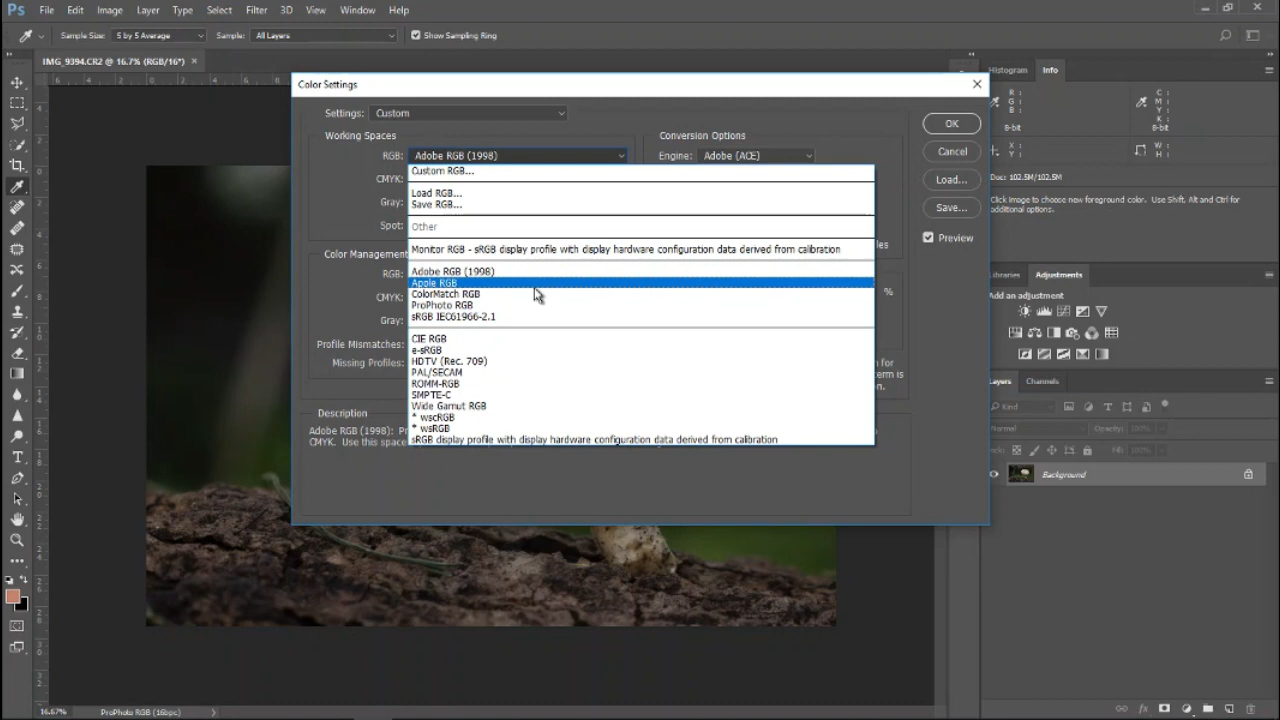 Ps File Edit Image Layer Type Select Filter 3D View Window Help
Sample Size: 5 by 5 Average Sample: All Layers Show Sampling Ring
IMG_9394.CR2 @ 16.7% (RGB/16*) ×
Histogram Info
R :
G :
B :
C :
M :
Y :
K :
8-bit 8-bit
X :
Y :
W :
H :
Doc: 102.5M/102.5M
Click image to choose new foreground color. Use Shift, Alt, and Ctrl for
additional options.
Color Settings
Settings: Custom
Working Spaces
RGB: Adobe RGB (1998)
CMYK:
Gray:
Spot:
Conversion Options
Engine: Adobe (ACE)
OK
Cancel
Load...
Save...
Preview
Custom RGB...
Load RGB...
Save RGB...
Other
Monitor RGB - sRGB display profile with display hardware configuration data derived from calibration
Adobe RGB (1998)
Apple RGB
ColorMatch RGB
ProPhoto RGB
sRGB IEC61966-2.1
CIE RGB
e-sRGB
HDTV (Rec. 709)
PAL/SECAM
ROMM-RGB
SMPTE-C
Wide Gamut RGB
* wscRGB
* wsRGB
sRGB display profile with display hardware configuration data derived from calibration
Color Management
RGB:
CMYK:
Gray:
Profile Mismatches:
Missing Profiles:
%
n for
term is
n.
Description
Adobe RGB (1998): P
CMYK. Use this space
Libraries Adjustments
Add an adjustment
Layers Channels
Kind
Normal Opacity: 100%
Lock: Fill: 100%
Background
16.67% ProPhoto RGB (16bpc)